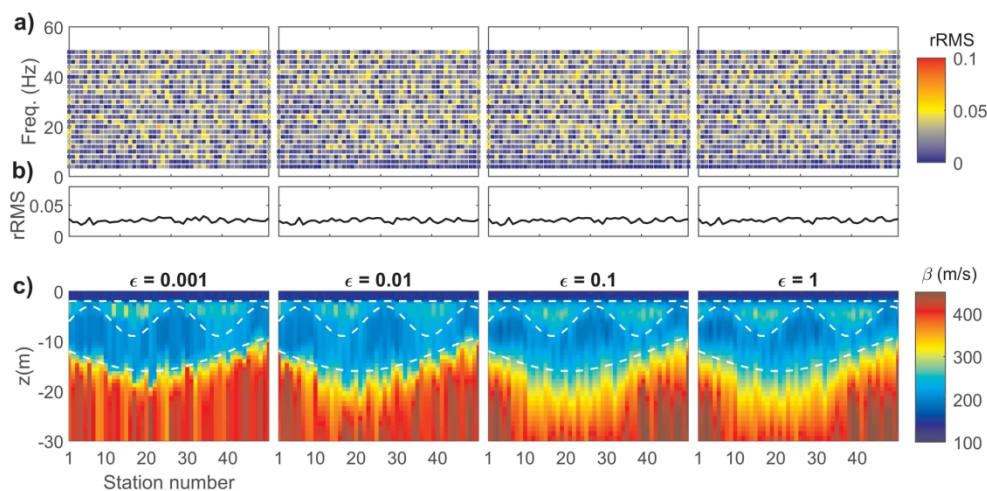 a)
60
40
20
0
Freq. (Hz)
rRMS
0.1
0.05
0
b)
0.05
0
rRMS
c)
ϵ = 0.001
ϵ = 0.01
ϵ = 0.1
ϵ = 1
β (m/s)
0
-10
-20
-30
z(m)
400
300
200
100
1 10 20 30 40
1 10 20 30 40
1 10 20 30 40
1 10 20 30 40
Station number